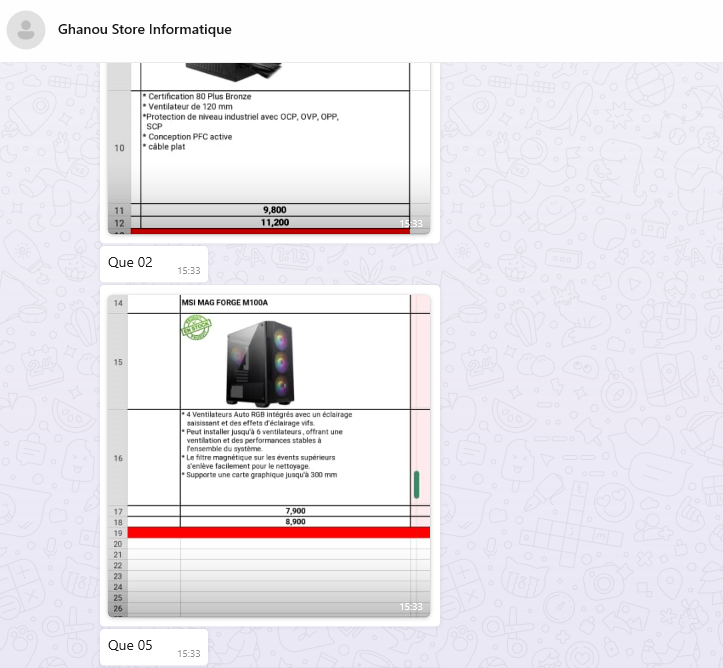 Ghanou Store Informatique
* Certification 80 Plus Bronze
* Ventilateur de 120 mm
*Protection de niveau industriel avec OCP, OVP, OPP,
SCP
* Conception PFC active
* câble plat
10
11 9,800
12 11,200
15:33
Que 02
15:33
14 MSI MAG FORGE M100A
EN STOCK
15
* 4 Ventilateurs Auto RGB intégrés avec un éclairage
saisissant et des effets d'éclairage vifs.
* Peut installer jusqu'à 6 ventilateurs , offrant une
ventilation et des performances stables à
l'ensemble du système.
16
* Le filtre magnétique sur les évents supérieurs
s'enlève facilement pour le nettoyage.
* Supporte une carte graphique jusqu'à 300 mm
17 7,900
18 8,900
19
20
21
22
23
24
25
26
15:33
Que 05
15:33